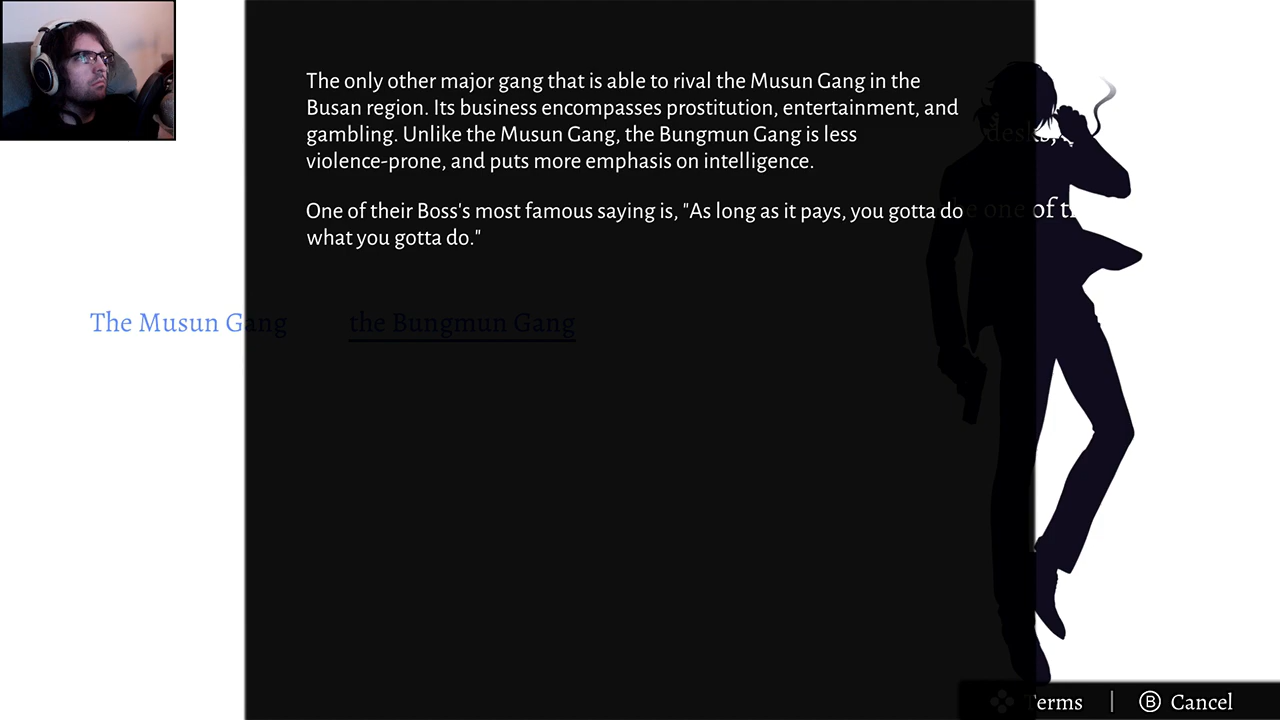 The only other major gang that is able to rival the Musun Gang in the
Busan region. Its business encompasses prostitution, entertainment, and
gambling. Unlike the Musun Gang, the Bungmun Gang is less
violence-prone, and puts more emphasis on intelligence.
One of their Boss's most famous saying is, "As long as it pays, you gotta do
what you gotta do."
desks,
one of
The Musun Gang the Bungmun Gang
Terms | B Cancel